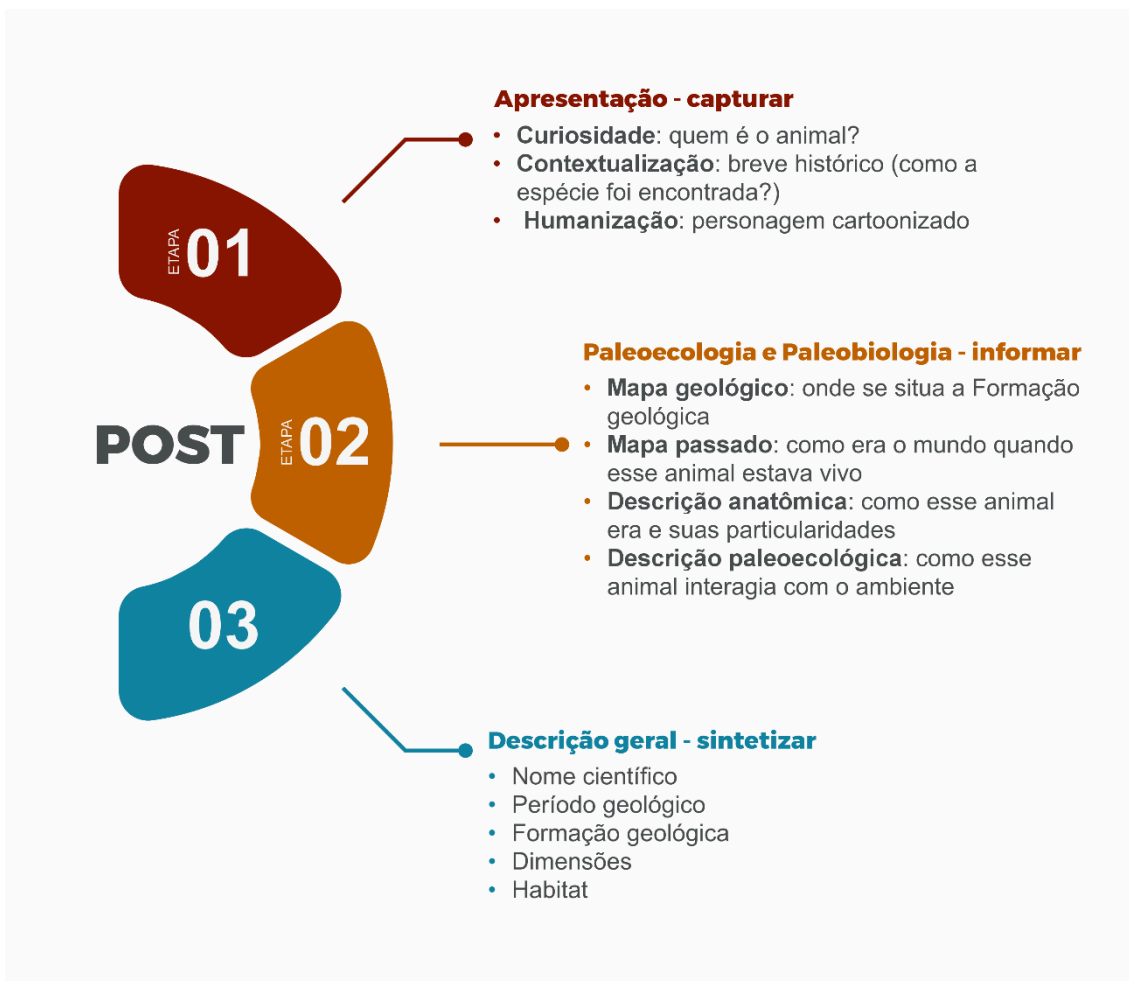 Apresentação - capturar
• Curiosidade: quem é o animal?
• Contextualização: breve histórico (como a
espécie foi encontrada?)
• Humanização: personagem cartoonizado
ETAPA 01
Paleoecologia e Paleobiologia - informar
• Mapa geológico: onde se situa a Formação
geológica
• Mapa passado: como era o mundo quando
esse animal estava vivo
• Descrição anatômica: como esse animal
era e suas particularidades
• Descrição paleoecológica: como esse
animal interagia com o ambiente
POST
ETAPA 02
03
Descrição geral - sintetizar
• Nome científico
• Período geológico
• Formação geológica
• Dimensões
• Habitat